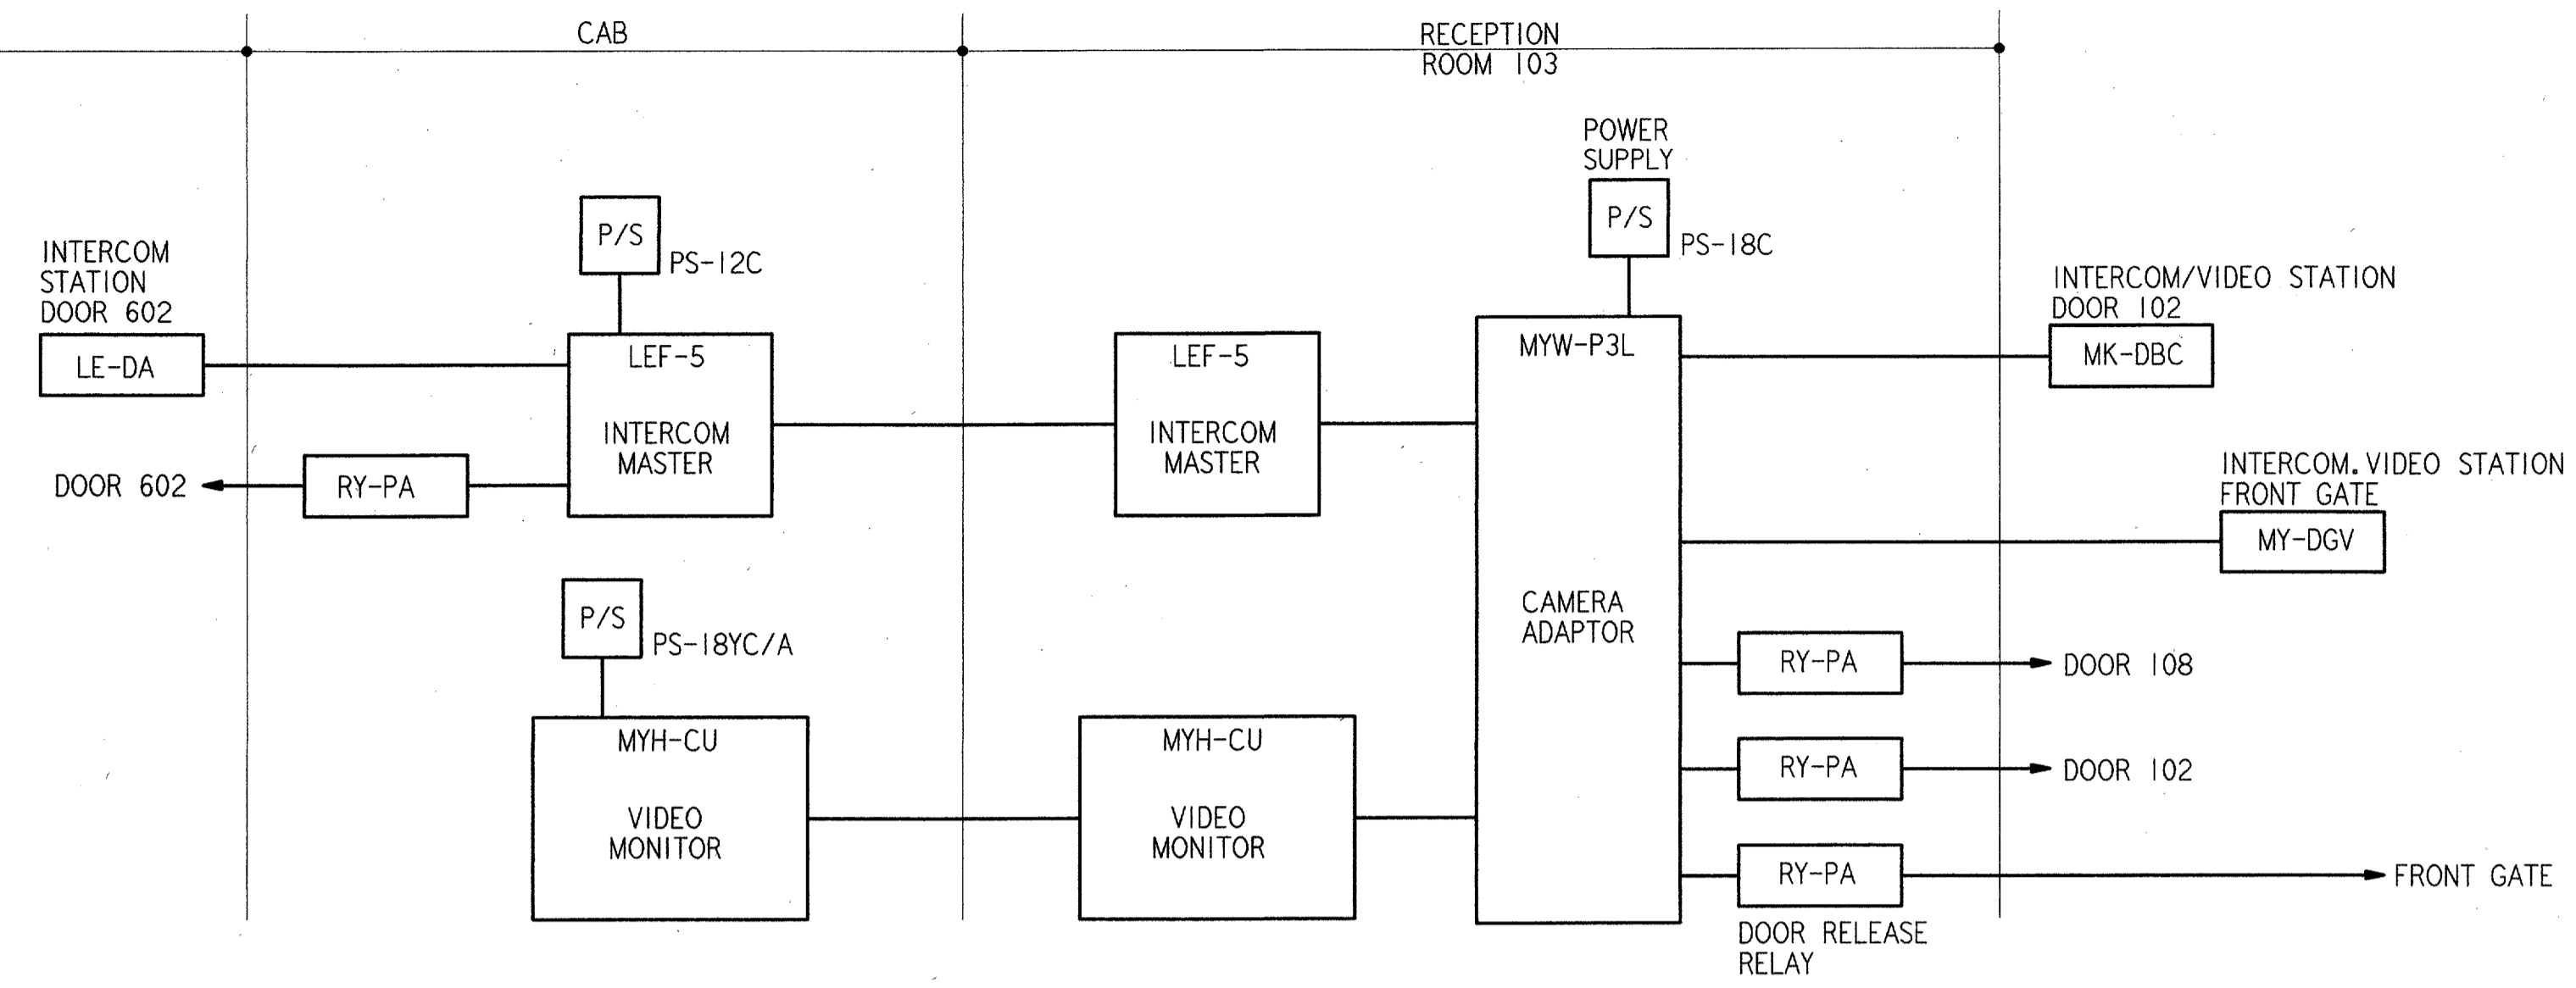 CAB
RECEPTION
ROOM 103
POWER
SUPPLY
P/S
PS-18C
P/S
PS-12C
INTERCOM
STATION
DOOR 602
LE-DA
LEF-5
INTERCOM
MASTER
LEF-5
INTERCOM
MASTER
MYW-P3L
CAMERA
ADAPTOR
INTERCOM/VIDEO STATION
DOOR 102
MK-DBC
DOOR 602
RY-PA
INTERCOM.VIDEO STATION
FRONT GATE
MY-DGV
P/S
PS-18YC/A
RY-PA
DOOR 108
MYH-CU
VIDEO
MONITOR
MYH-CU
VIDEO
MONITOR
RY-PA
DOOR 102
RY-PA
FRONT GATE
DOOR RELEASE
RELAY